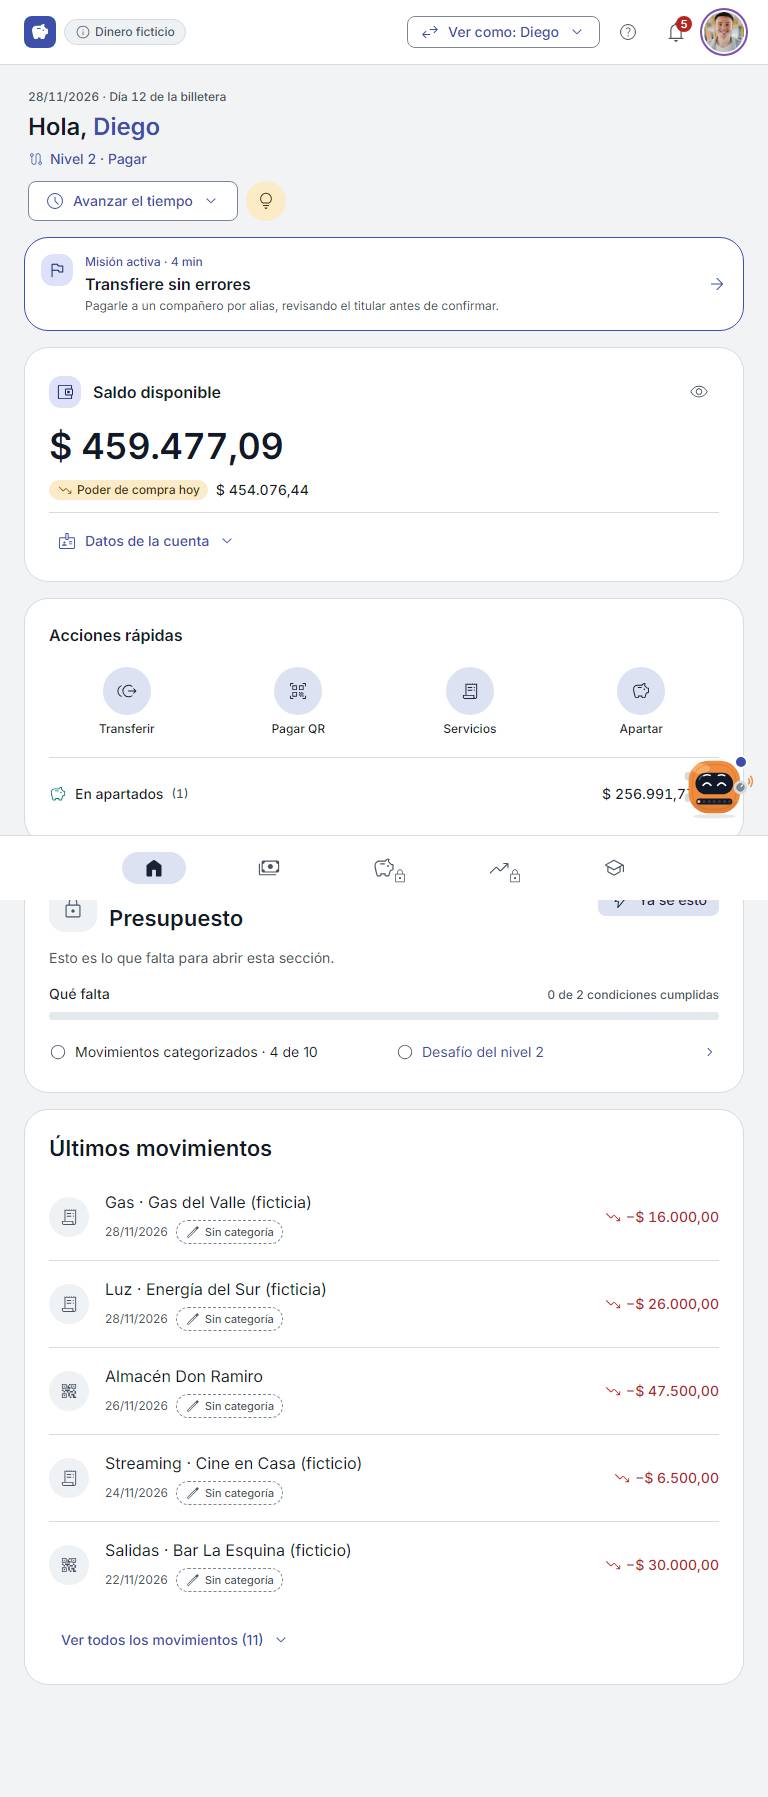 Dinero ficticio
Ver como: Diego
5
28/11/2026 · Día 12 de la billetera
Hola, Diego
Nivel 2 · Pagar
Avanzar el tiempo
Misión activa · 4 min
Transfiere sin errores
Pagarle a un compañero por alias, revisando el titular antes de confirmar.
Saldo disponible
$ 459.477,09
Poder de compra hoy $ 454.076,44
Datos de la cuenta
Acciones rápidas
Transferir
Pagar QR
Servicios
Apartar
En apartados (1)
Presupuesto
Ya sé esto
Esto es lo que falta para abrir esta sección.
Qué falta
0 de 2 condiciones cumplidas
Movimientos categorizados · 4 de 10
Desafío del nivel 2
Últimos movimientos
Gas · Gas del Valle (ficticia)
28/11/2026 Sin categoría
−$ 16.000,00
Luz · Energía del Sur (ficticia)
28/11/2026 Sin categoría
−$ 26.000,00
Almacén Don Ramiro
26/11/2026 Sin categoría
−$ 47.500,00
Streaming · Cine en Casa (ficticio)
24/11/2026 Sin categoría
−$ 6.500,00
Salidas · Bar La Esquina (ficticio)
22/11/2026 Sin categoría
−$ 30.000,00
Ver todos los movimientos (11)